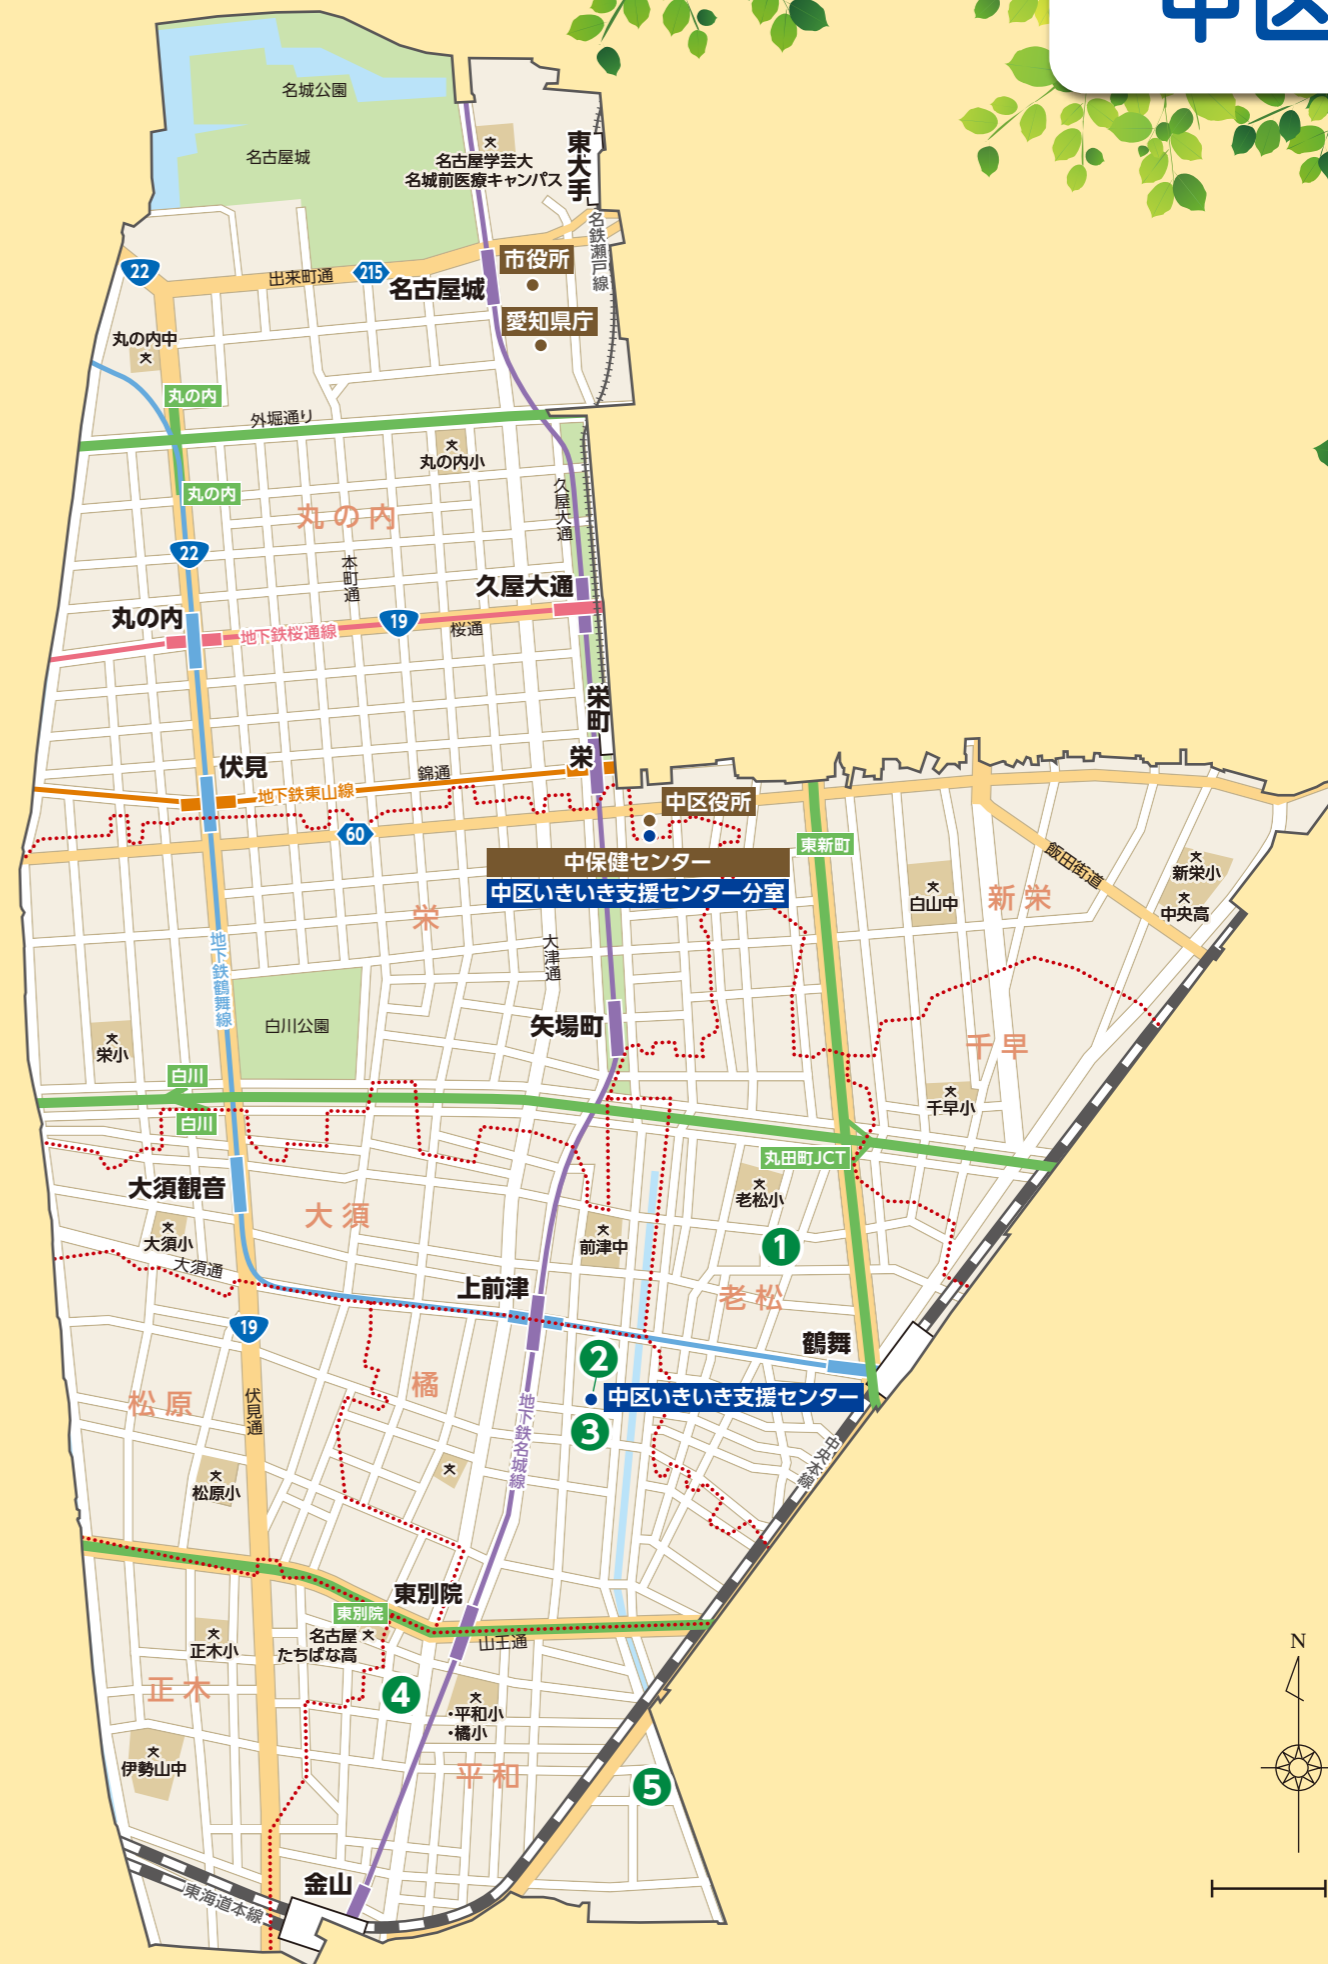 中区
名城公園
名古屋城
名古屋学芸大
名城前医療キャンパス
東大手
名鉄瀬戸線
22
出来町通
215
名古屋城
市役所
愛知県庁
丸の内中
丸の内
外堀通り
丸の内小
丸の内
丸の内
久屋大通
22
本町通
久屋大通
丸の内
地下鉄桜通線
19
桜通
栄町
栄
伏見
地下鉄東山線
錦通
60
中区役所
中保健センター
中区いきいき支援センター分室
東新町
飯田街道
新栄小
中央高
白山中
新栄
栄
大津通
地下鉄鶴舞線
白川公園
矢場町
栄小
千早
千早小
白川
白川
丸田町JCT
老松小
大須観音
大須
大須小
大須通
前津中
1
上前津
老松
19
鶴舞
2
中区いきいき支援センター
3
橘
松原
伏見通
地下鉄名城線
中央本線
松原小
東別院
東別院
名古屋
たちばな高
山王通
正木小
正木
4
・平和小
・橘小
伊勢山中
平和
5
金山
東海道本線
N